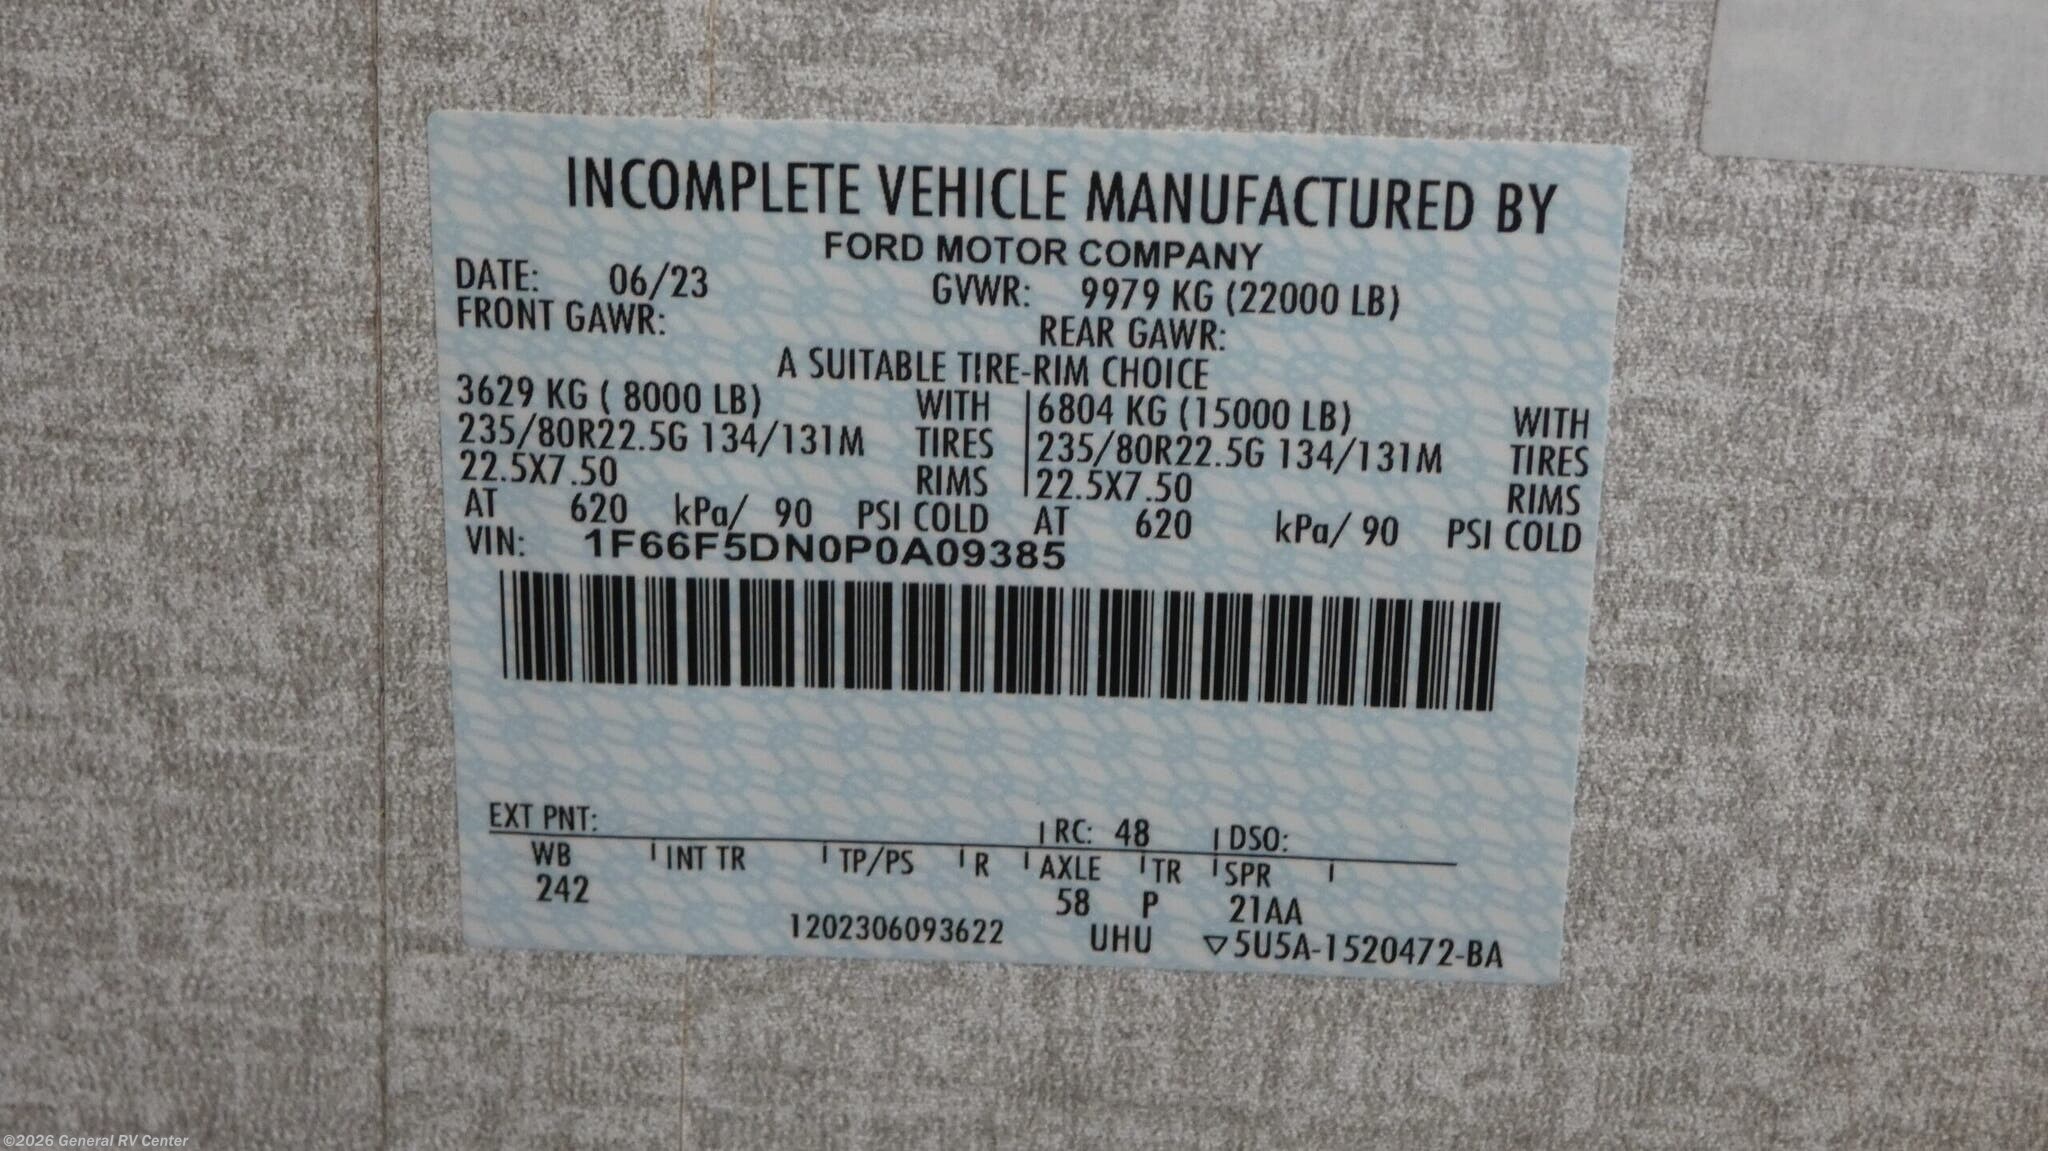 INCOMPLETE VEHICLE MANUFACTURED BY
FORD MOTOR COMPANY
DATE: 06/23 GVWR: 9979 KG (22000 LB)
FRONT GAWR: REAR GAWR:
A SUITABLE TIRE-RIM CHOICE
3629 KG ( 8000 LB) WITH 6804 KG (15000 LB) WITH
235/80R22.5G 134/131M TIRES 235/80R22.5G 134/131M TIRES
22.5X7.50 RIMS 22.5X7.50 RIMS
AT 620 kPa/ 90 PSI COLD AT 620 kPa/ 90 PSI COLD
VIN: 1F66F5DN0P0A09385
EXT PNT: RC: 48 DSO:
WB INT TR TP/PS R AXLE TR SPR
242 58 P 21AA
1202306093622 UHU ▽5U5A-1520472-BA
©2026 General RV Center